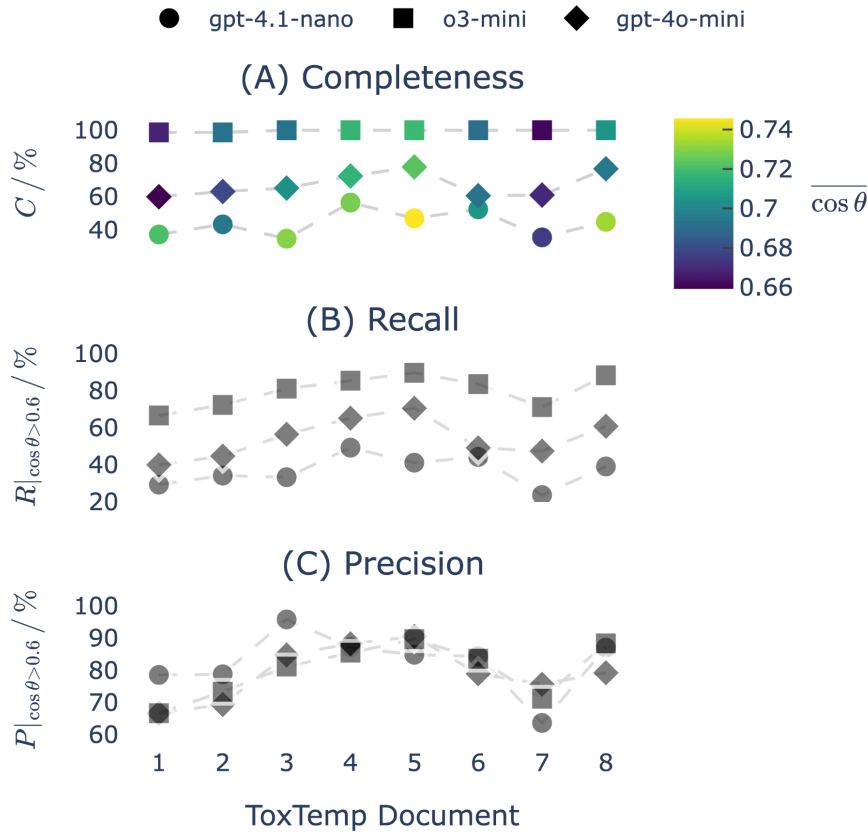 gpt-4.1-nano o3-mini gpt-4o-mini
(A) Completeness
C / %
100
80
60
40
0.74
0.72
0.7
0.68
0.66
cos θ
(B) Recall
R|cos θ>0.6 / %
100
80
60
40
20
(C) Precision
P|cos θ>0.6 / %
100
90
80
70
60
1 2 3 4 5 6 7 8
ToxTemp Document